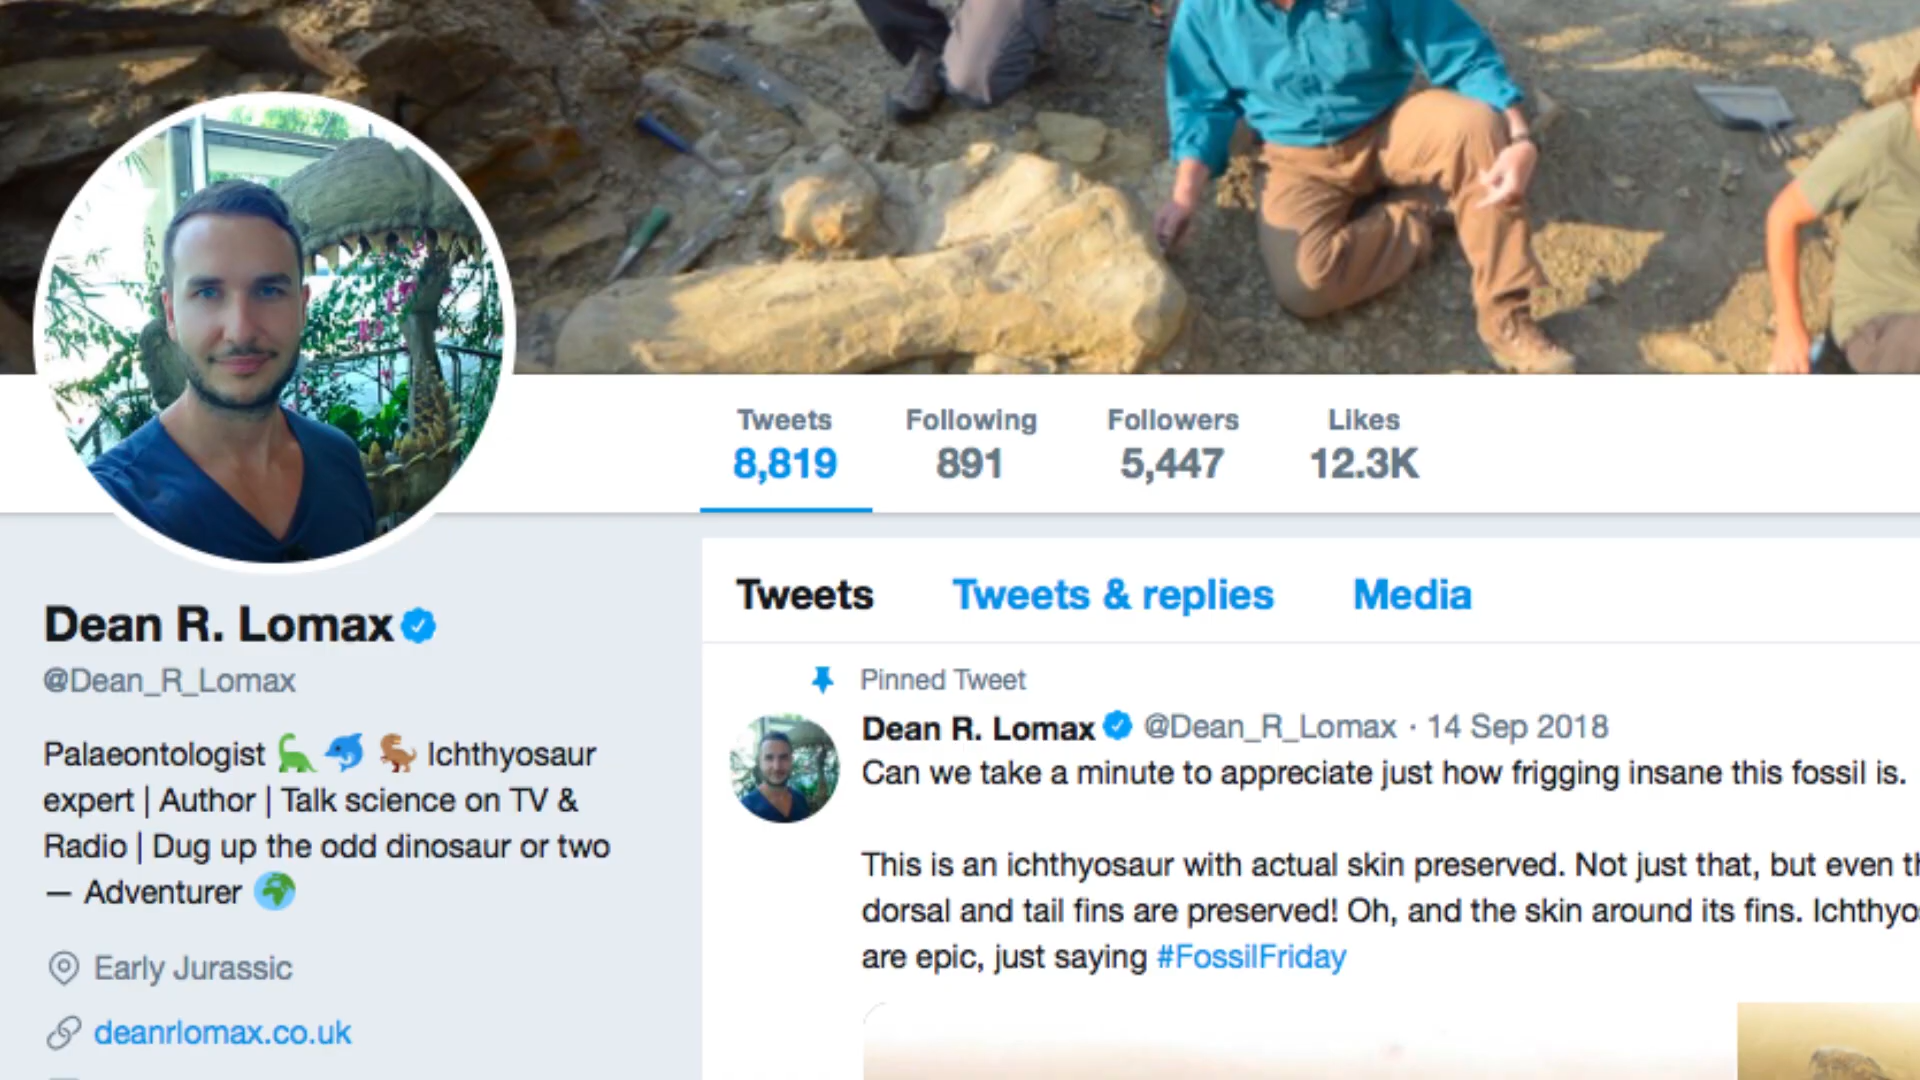 Tweets Following Followers Likes
8,819 891 5,447 12.3K
Dean R. Lomax
@Dean_R_Lomax
Palaeontologist Ichthyosaur
expert | Author | Talk science on TV &
Radio | Dug up the odd dinosaur or two
— Adventurer
Early Jurassic
deanrlomax.co.uk
Tweets Tweets & replies Media
Pinned Tweet
Dean R. Lomax @Dean_R_Lomax · 14 Sep 2018
Can we take a minute to appreciate just how frigging insane this fossil is.
This is an ichthyosaur with actual skin preserved. Not just that, but even
dorsal and tail fins are preserved! Oh, and the skin around its fins.
are epic, just saying #FossilFriday